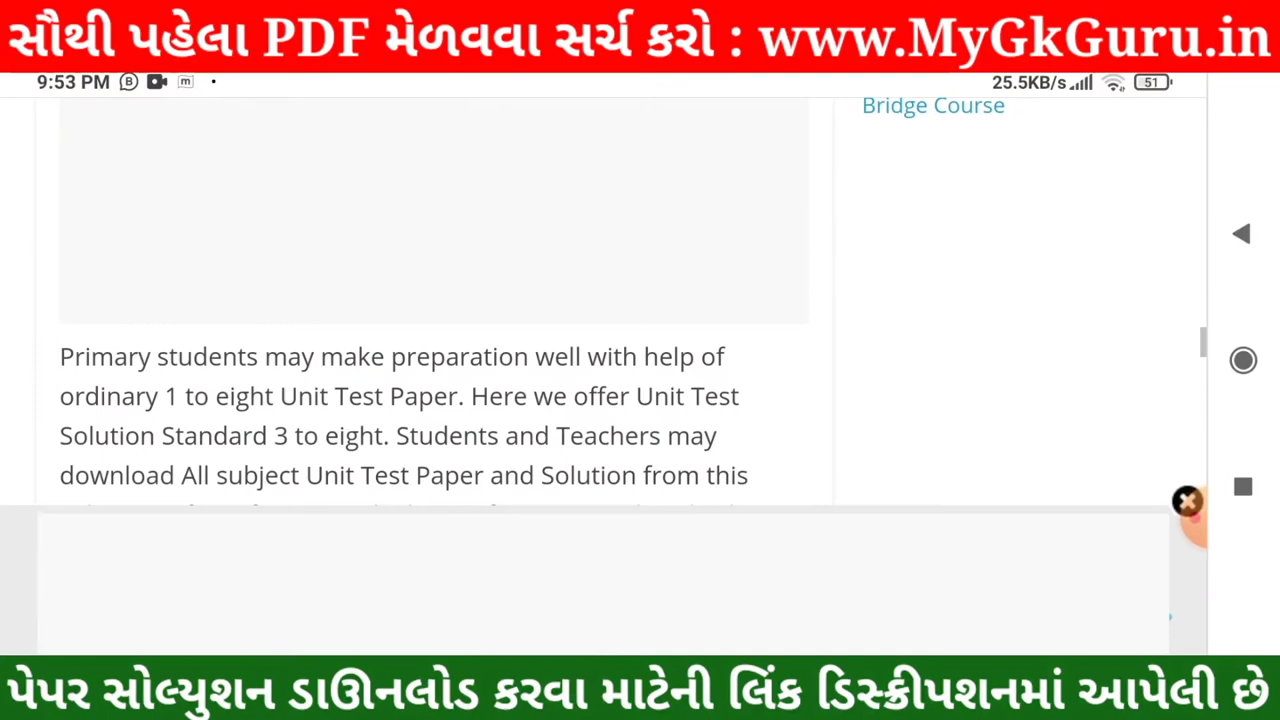 સૌથી પહેલા PDF મેળવવા સર્ચ કરો : www.MyGkGuru.in
9:53 PM
25.5KB/s 51
Bridge Course
Primary students may make preparation well with help of
ordinary 1 to eight Unit Test Paper. Here we offer Unit Test
Solution Standard 3 to eight. Students and Teachers may
download All subject Unit Test Paper and Solution from this
પેપર સોલ્યુશન ડાઊનલોડ કરવા માટેની લિંક ડિસ્ક્રીપશનમાં આપેલી છે